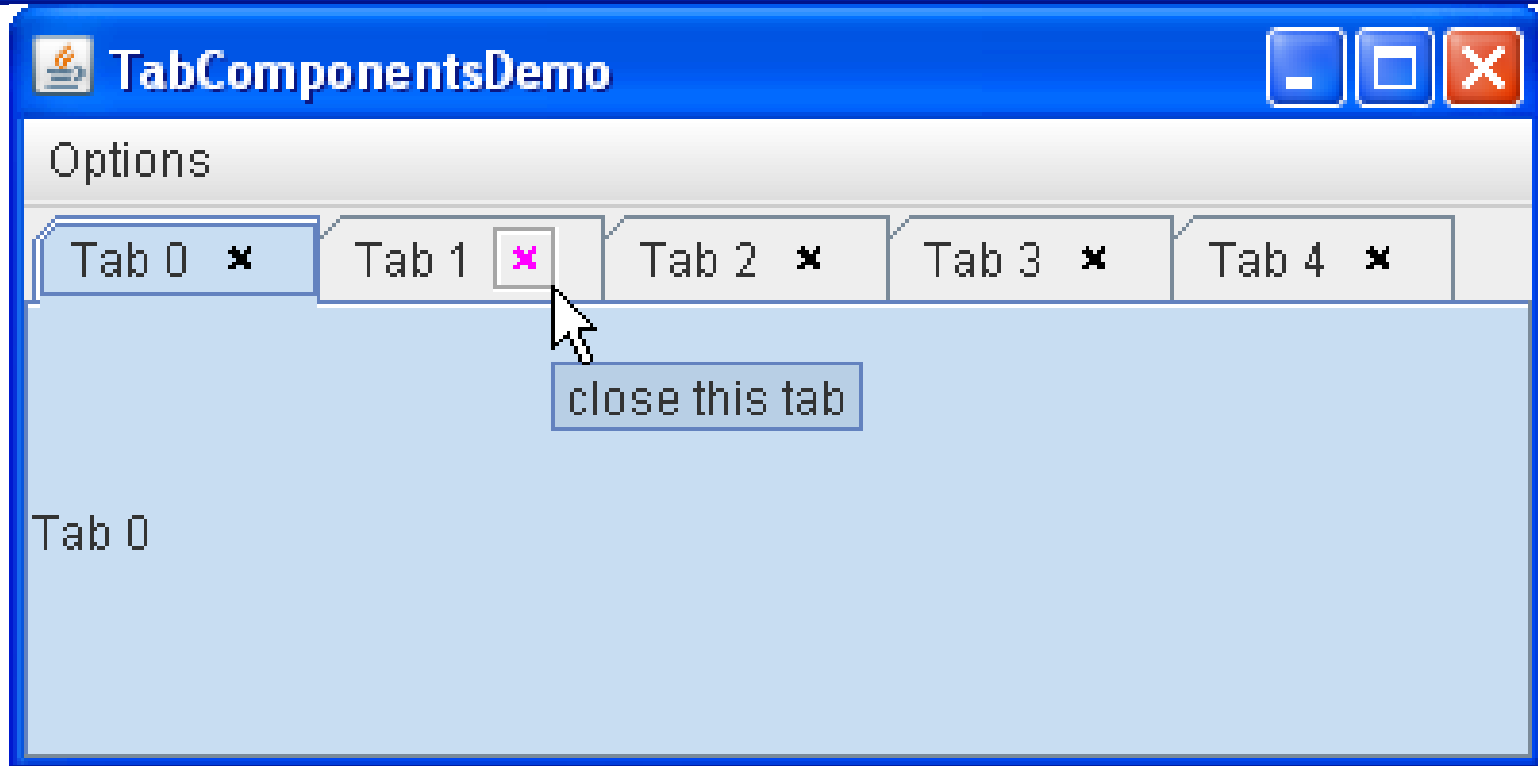 TabComponentsDemo
Options
Tab 0 Tab 1 Tab 2 Tab 3 Tab 4
close this tab
Tab 0